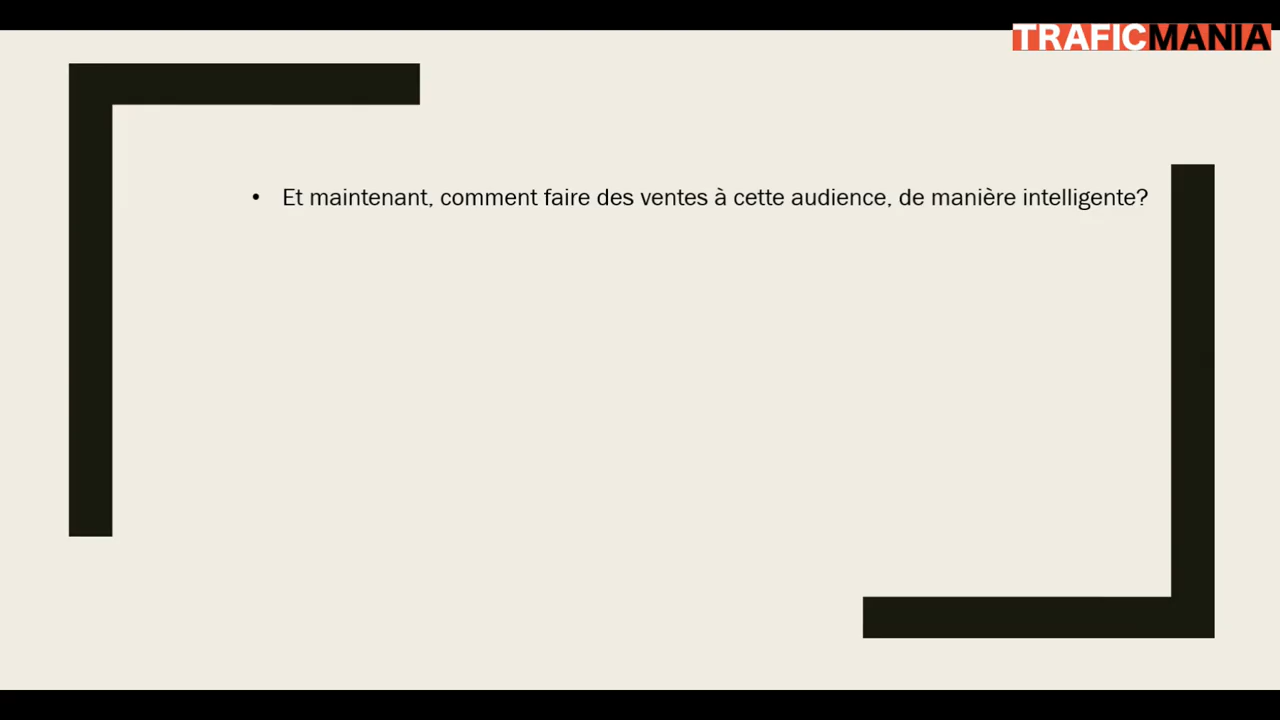 TRAFICMANIA
• Et maintenant, comment faire des ventes à cette audience, de manière intelligente?